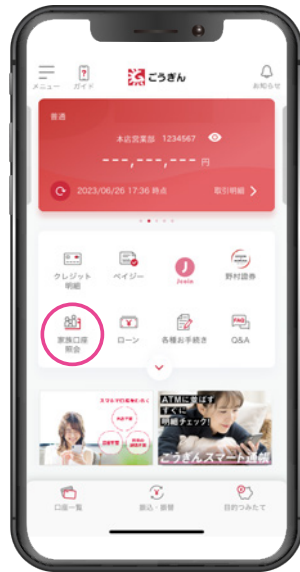 メニュー
ガイド
ごうぎん
お知らせ
普通
本店営業部 1234567
---,---,--- 円
2023/06/26 17:36 時点
取引明細
クレジット
明細
ペイジー
J
J-coin
野村證券
家族口座
照会
ローン
各種お手続き
FAQ
Q&A
ATMに並ばず
すぐに
明細チェック!
ごうぎんスマート通帳
口座一覧
振込・振替
目的つみたて